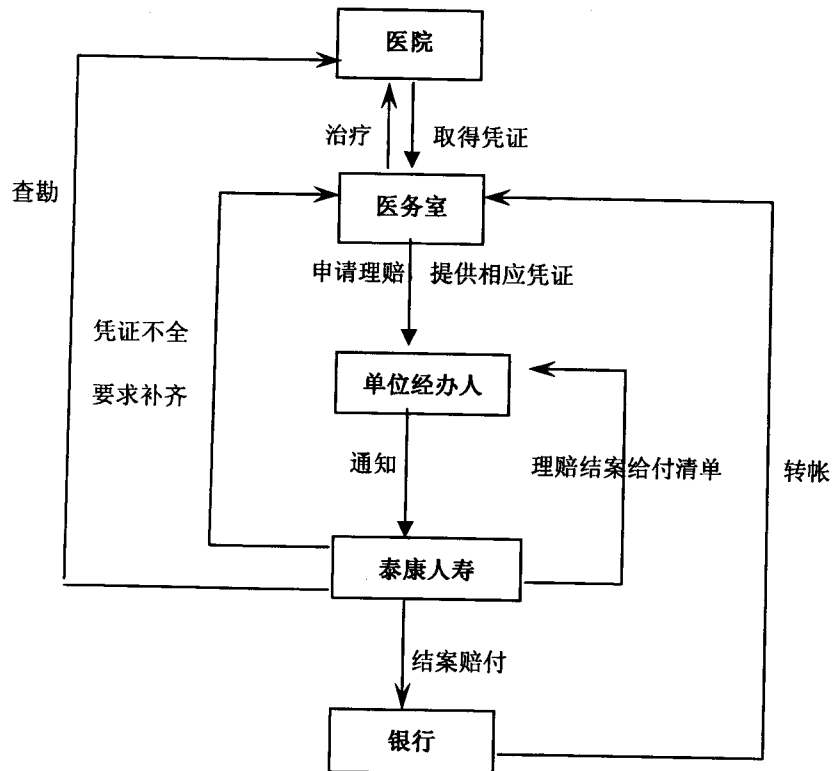 医院
治疗
取得凭证
查勘
医务室
申请理赔
提供相应凭证
凭证不全
要求补齐
单位经办人
通知
理赔结案给付清单
转帐
泰康人寿
结案赔付
银行